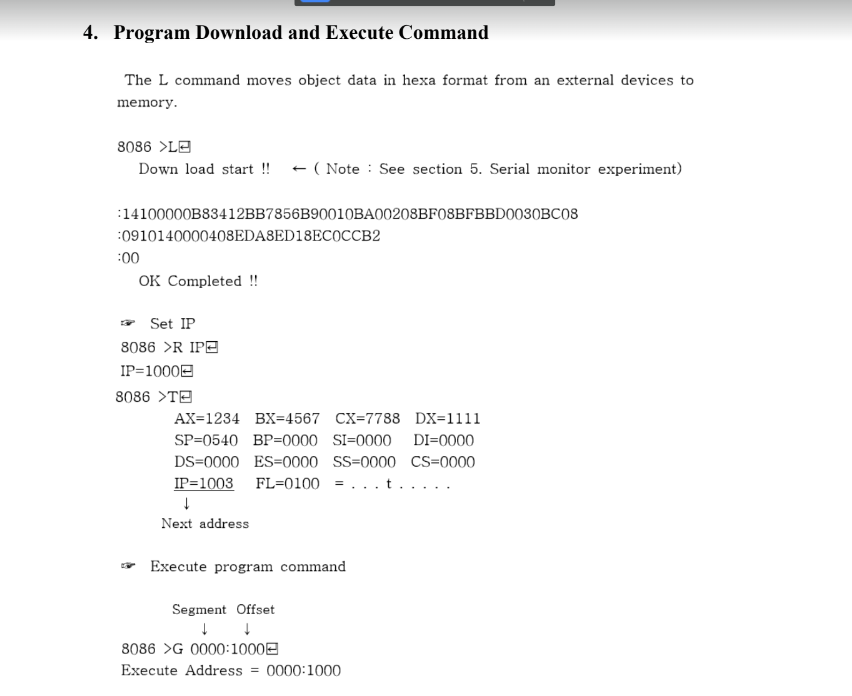 4. Program Download and Execute Command
The L command moves object data in hexa format from an external devices to
memory.
8086 >L↵
Down load start !! ← ( Note : See section 5. Serial monitor experiment)
:14100000B83412BB7856B90010BA00208BF08BFBBD0030BC08
:0910140000408EDA8ED18EC0CCB2
:00
OK Completed !!
☞ Set IP
8086 >R IP↵
IP=1000↵
8086 >T↵
AX=1234 BX=4567 CX=7788 DX=1111
SP=0540 BP=0000 SI=0000 DI=0000
DS=0000 ES=0000 SS=0000 CS=0000
IP=1003 FL=0100 = . . . t . . . . .
↓
Next address
☞ Execute program command
Segment Offset
↓ ↓
8086 >G 0000:1000↵
Execute Address = 0000:1000